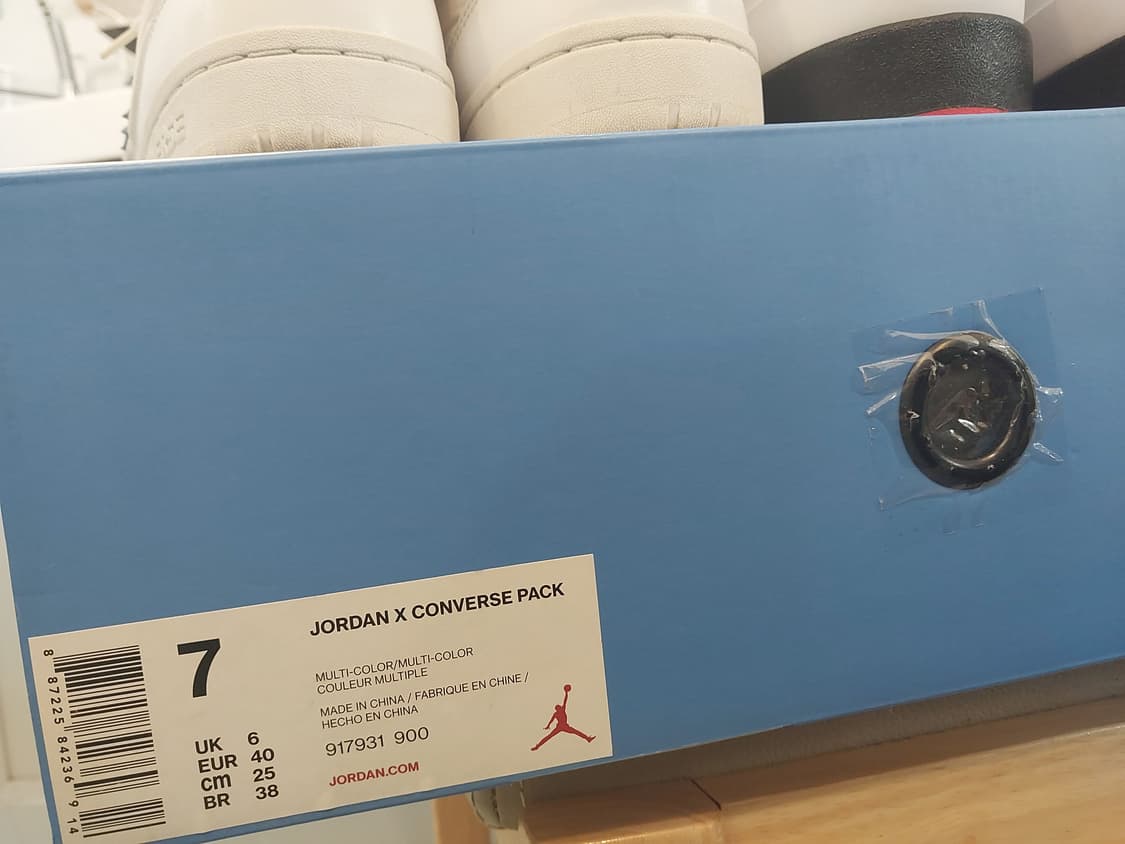 JORDAN X CONVERSE PACK
7
MULTI-COLOR/MULTI-COLOR
COULEUR MULTIPLE
MADE IN CHINA / FABRIQUE EN CHINE /
HECHO EN CHINA
917931 900
JORDAN.COM
UK 6
EUR 40
cm 25
BR 38
8 87225 84236 9 14